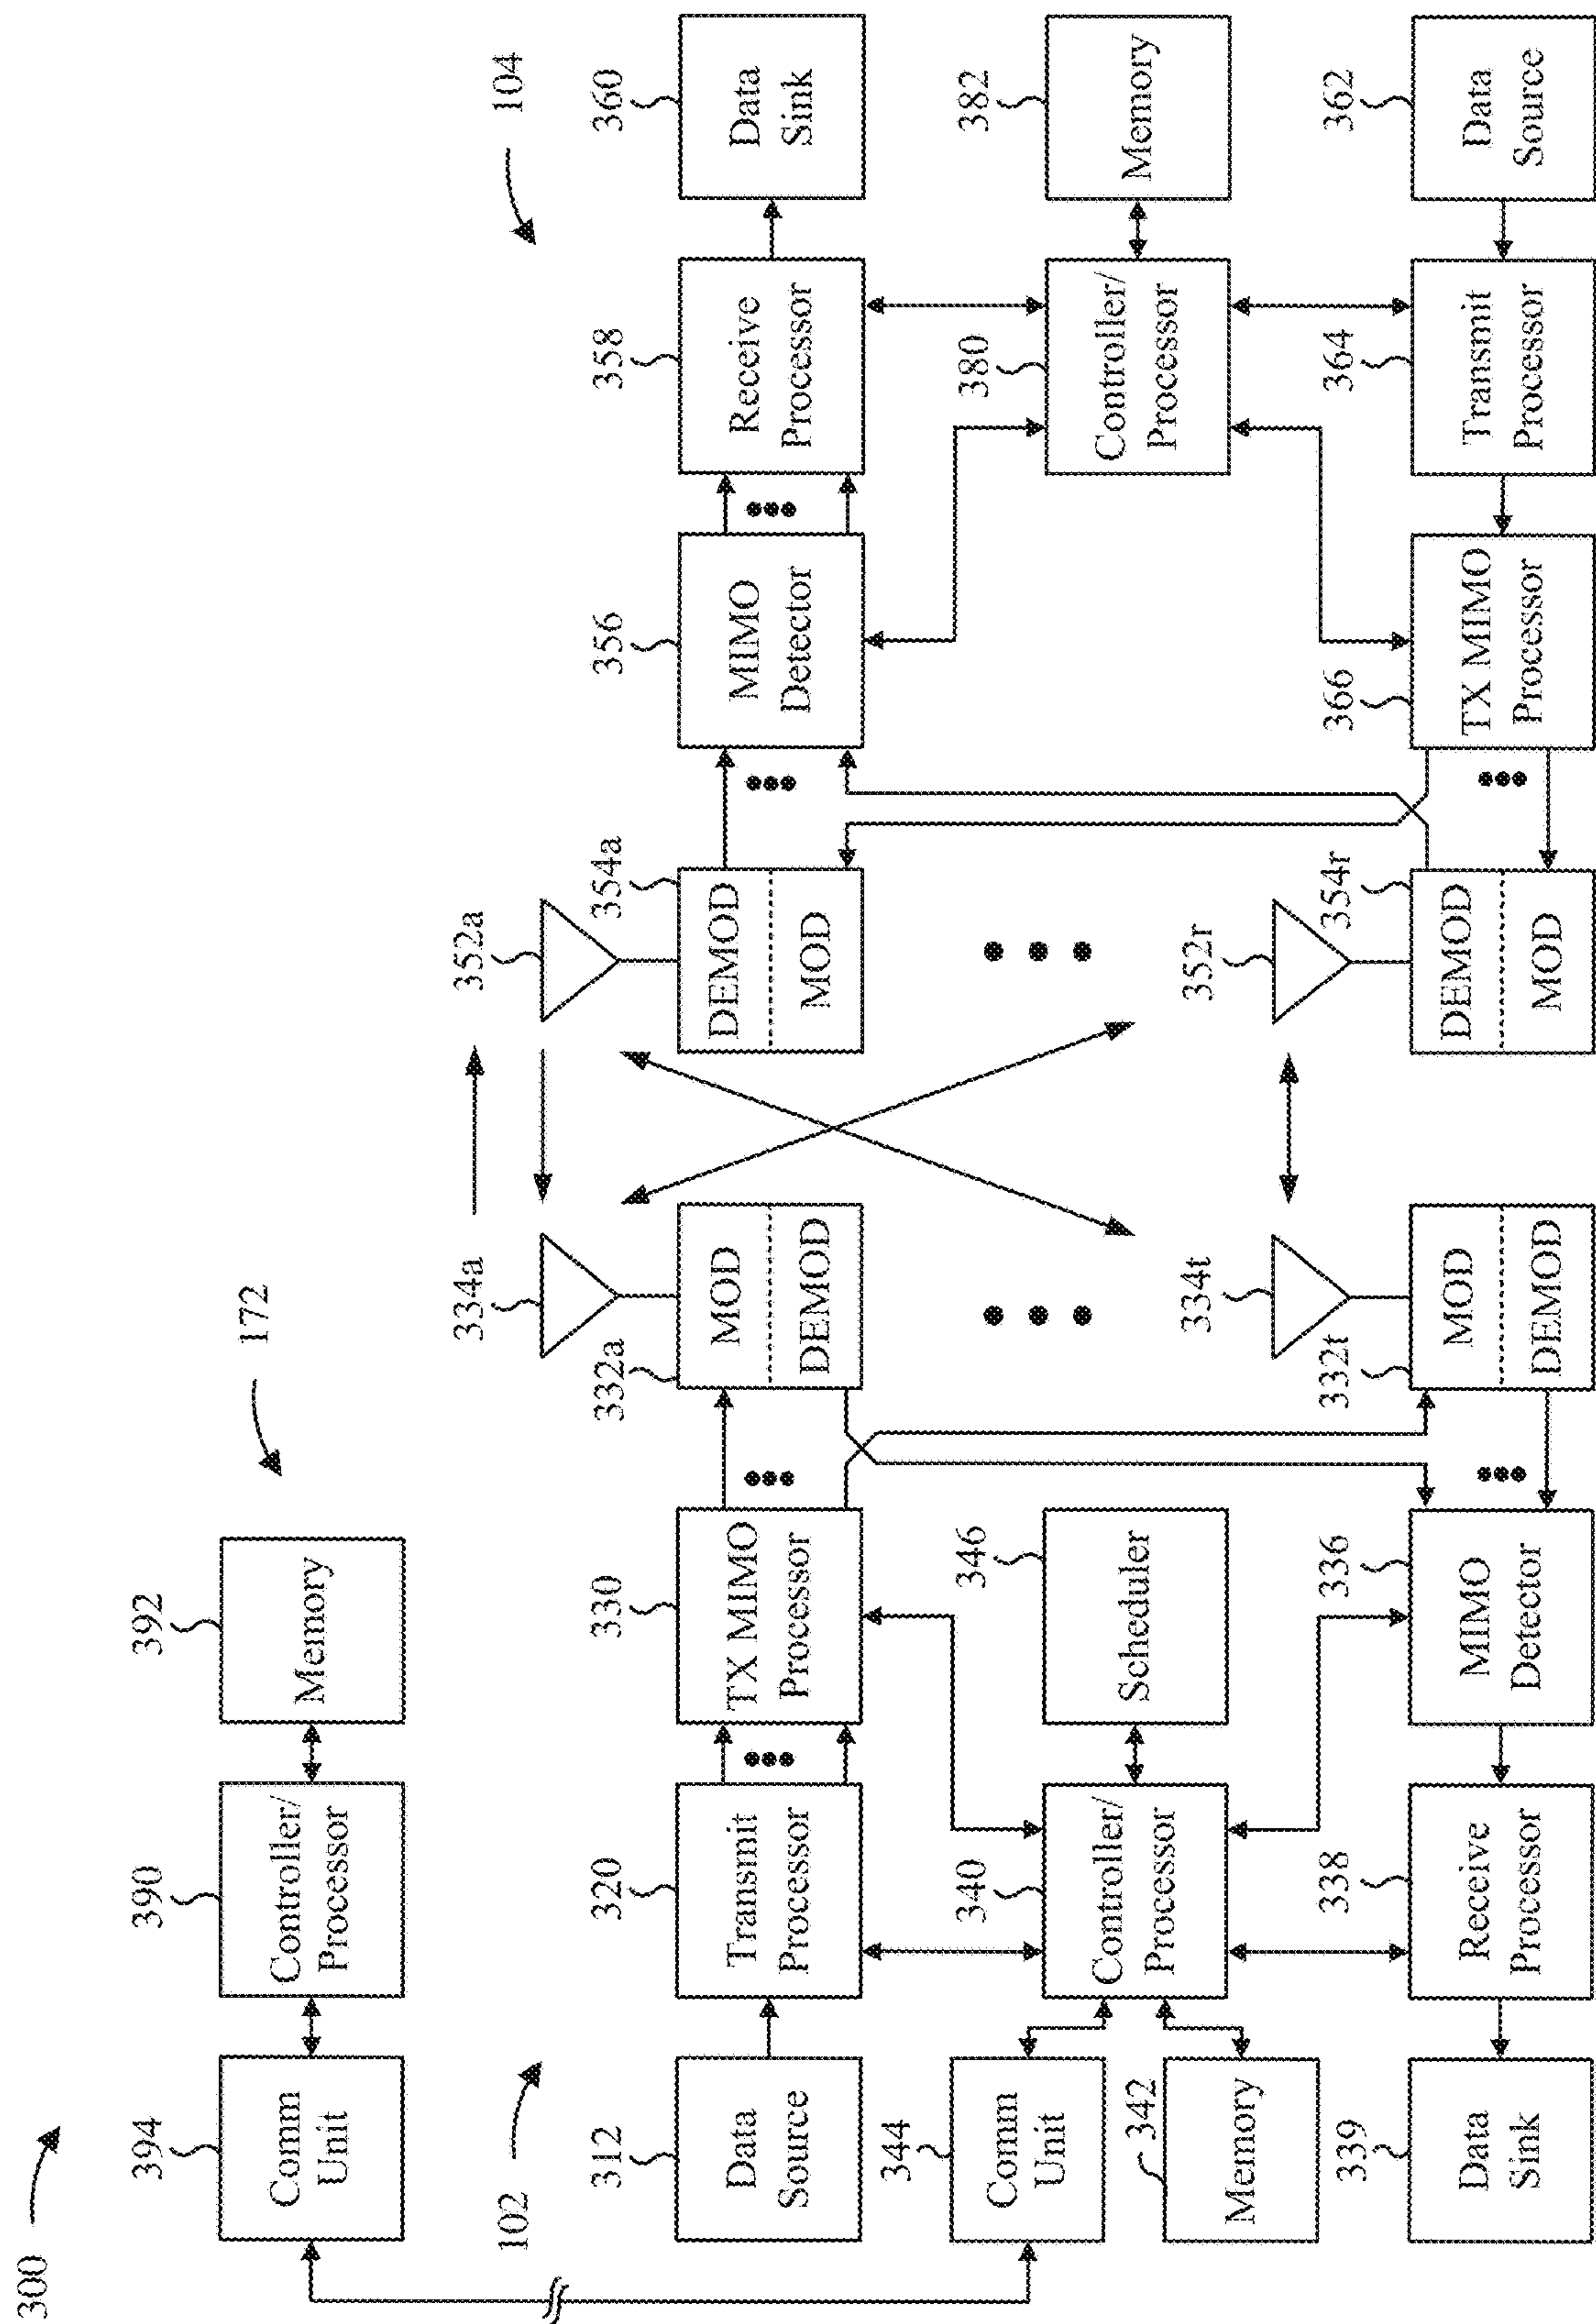 300
394
Comm
Unit
390
Controller/
Processor
392
Memory
172
102
104
312
Data
Source
320
Transmit
Processor
330
TX MIMO
Processor
332a
MOD
DEMOD
334a
352a
354a
DEMOD
MOD
356
MIMO
Detector
358
Receive
Processor
360
Data
Sink
344
Comm
Unit
342
Memory
340
Controller/
Processor
346
Scheduler
380
Controller/
Processor
382
Memory
339
Data
Sink
338
Receive
Processor
336
MIMO
Detector
332t
MOD
DEMOD
334t
352r
354r
DEMOD
MOD
366
TX MIMO
Processor
364
Transmit
Processor
362
Data
Source